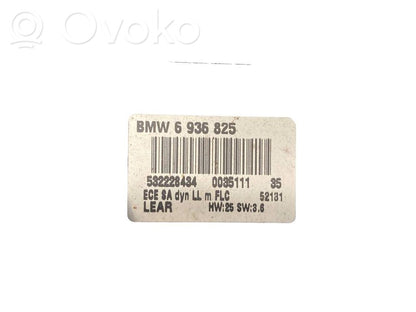 Ovoko
BMW 6 936 825
532228434 0035111 35
ECE SA dyn LL m FLC 52131
LEAR HW:25 SW:3.6